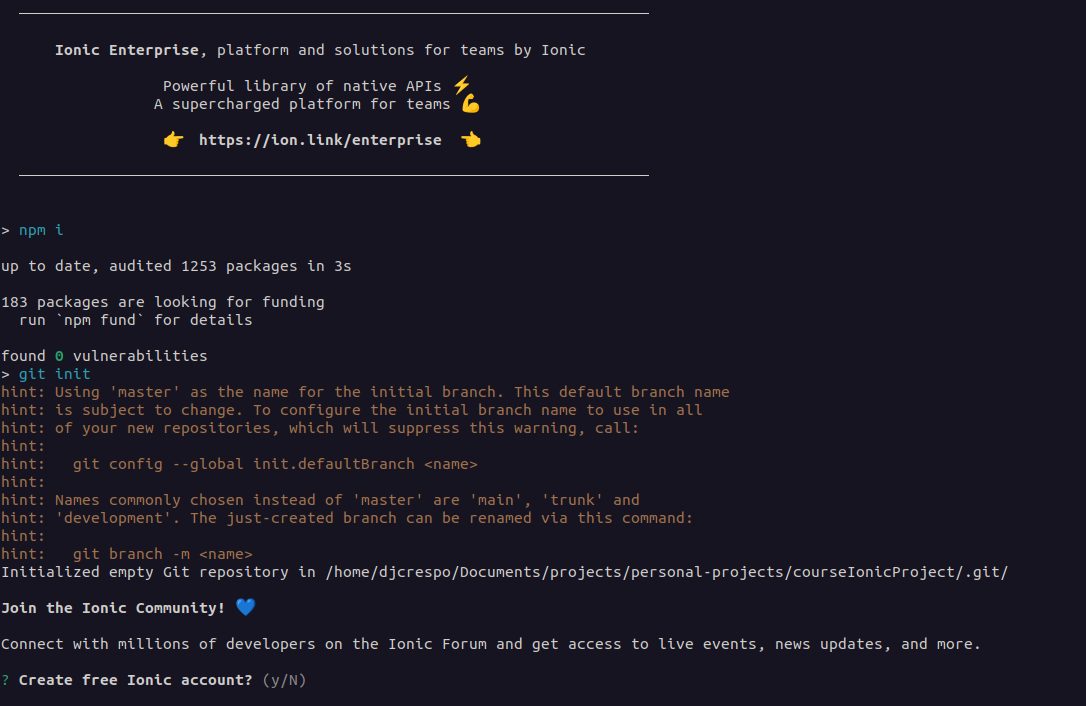 Ionic Enterprise, platform and solutions for teams by Ionic
Powerful library of native APIs ⚡
A supercharged platform for teams 💪
👉 https://ion.link/enterprise 👈
> npm i
up to date, audited 1253 packages in 3s
183 packages are looking for funding
run `npm fund` for details
found 0 vulnerabilities
> git init
hint: Using 'master' as the name for the initial branch. This default branch name
hint: is subject to change. To configure the initial branch name to use in all
hint: of your new repositories, which will suppress this warning, call:
hint:
hint:   git config --global init.defaultBranch <name>
hint:
hint: Names commonly chosen instead of 'master' are 'main', 'trunk' and
hint: 'development'. The just-created branch can be renamed via this command:
hint:
hint:   git branch -m <name>
Initialized empty Git repository in /home/djcrespo/Documents/projects/personal-projects/courseIonicProject/.git/
Join the Ionic Community! 💙
Connect with millions of developers on the Ionic Forum and get access to live events, news updates, and more.
? Create free Ionic account? (y/N)